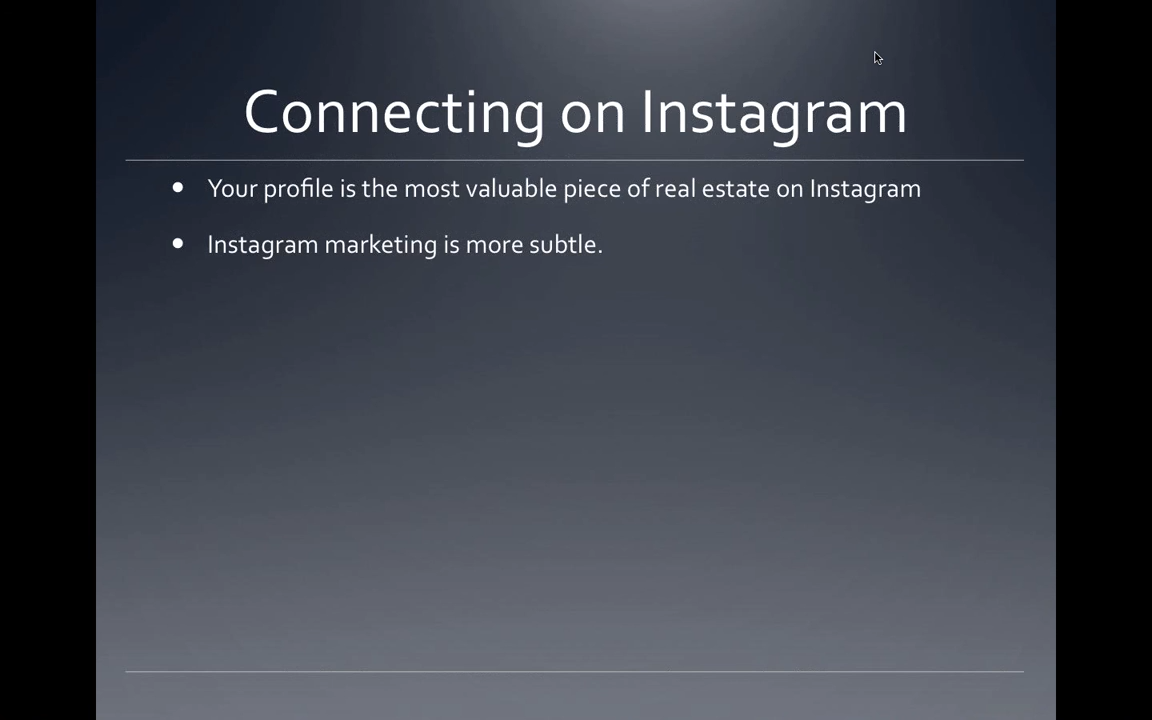 Connecting on Instagram
• Your profile is the most valuable piece of real estate on Instagram
• Instagram marketing is more subtle.